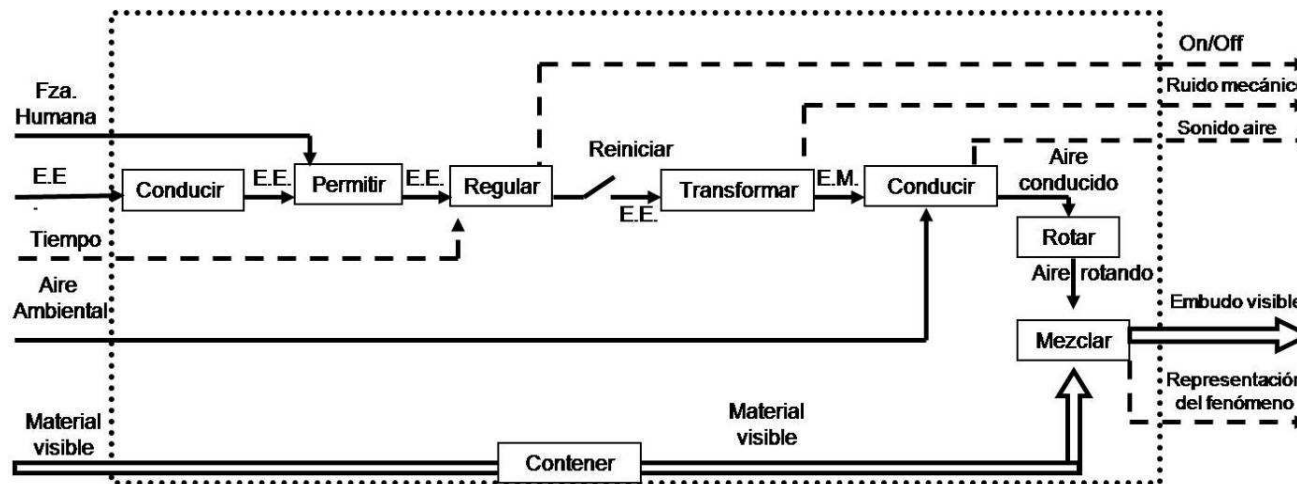 On/Off
Fza.
Humana
Ruido mecánico
Sonido aire
Reiniciar
Aire
conducido
E.E
.
Conducir
E.E.
Permitir
E.E.
Regular
E.E.
Transformar
E.M.
Conducir
Rotar
Tiempo
Aire rotando
Aire
Ambiental
Embudo visible
Mezclar
Representación
del fenómeno
Material
visible
Material
visible
Contener